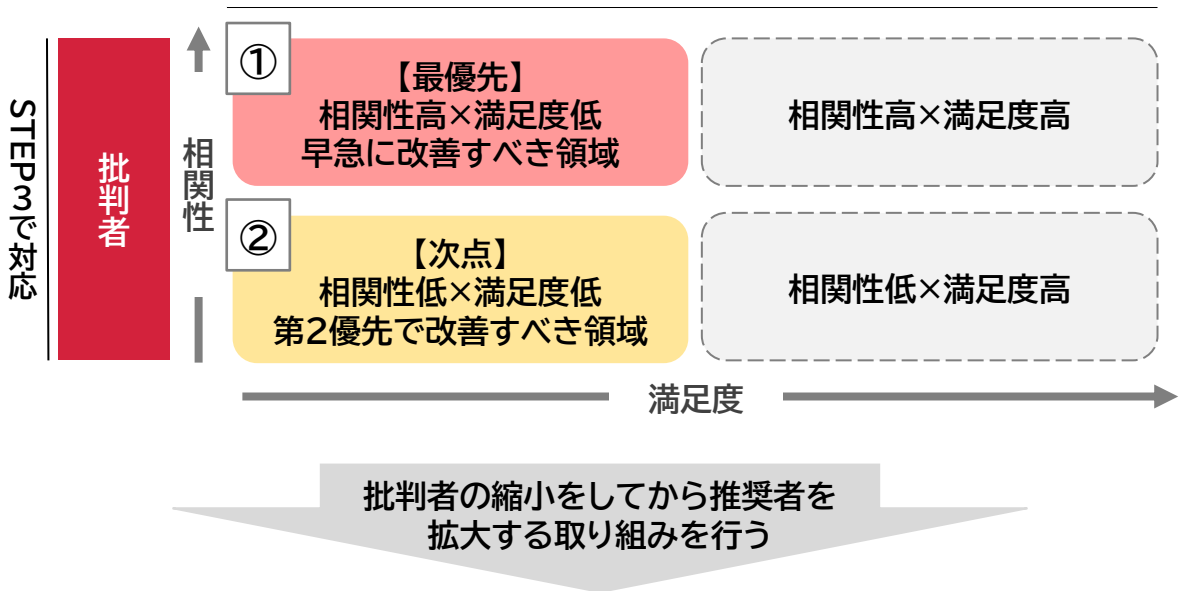 STEP3で対応
批判者
相関性
①
【最優先】
相関性高×満足度低
早急に改善すべき領域
相関性高×満足度高
②
【次点】
相関性低×満足度低
第2優先で改善すべき領域
相関性低×満足度高
満足度
批判者の縮小をしてから推奨者を
拡大する取り組みを行う